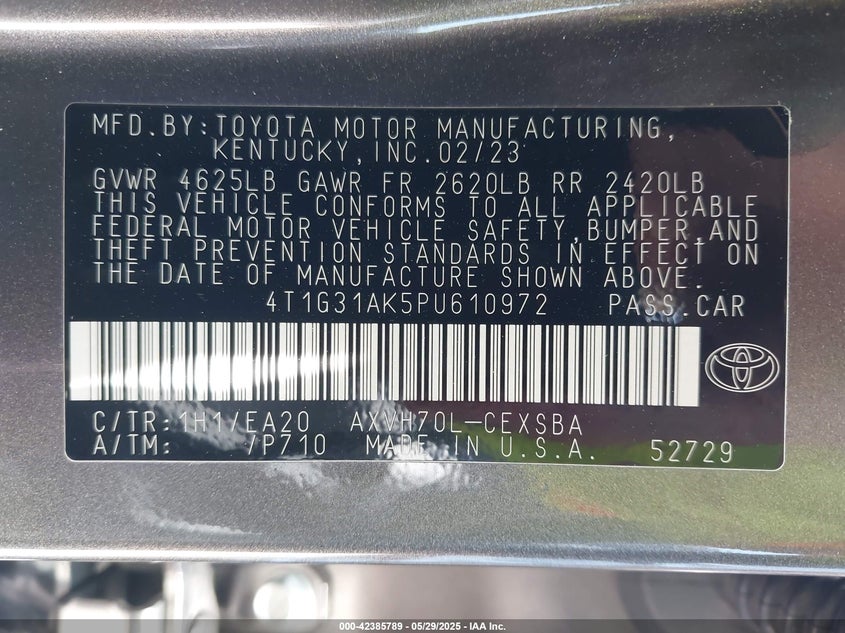 MFD.BY:TOYOTA MOTOR MANUFACTURING,
KENTUCKY,INC.02/23
GVWR 4625LB GAWR FR 2620LB RR 2420LB
THIS VEHICLE CONFORMS TO ALL APPLICABLE
FEDERAL MOTOR VEHICLE SAFETY,BUMPER,AND
THEFT PREVENTION STANDARDS IN EFFECT ON
THE DATE OF MANUFACTURE SHOWN ABOVE.
4T1G31AK5PU610972 PASS.CAR
C/TR:1H1/EA20 AXVH70L-CEXSBA
A/TM: /P710 MADE IN U.S.A. 52729
000-42385789 - 05/29/2025 - IAA Inc.